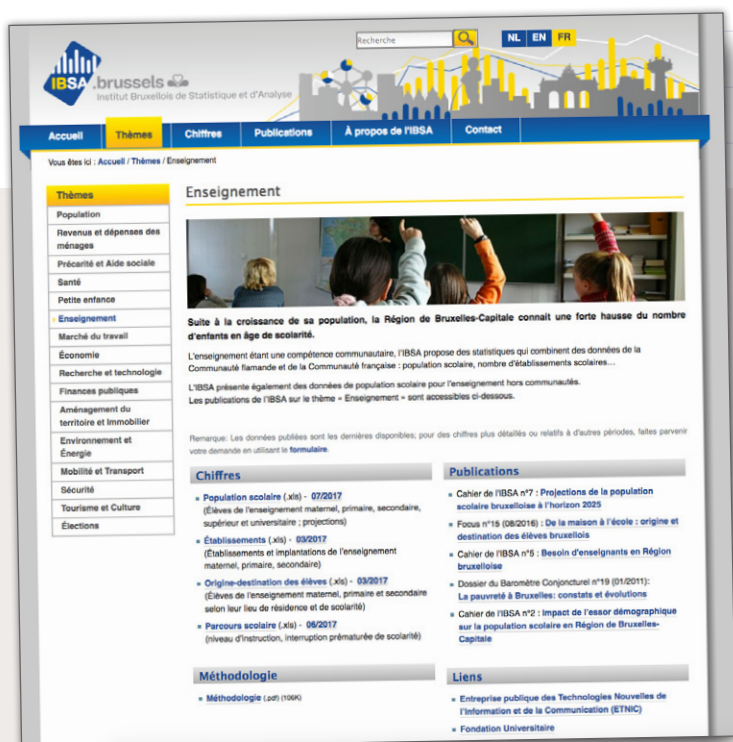 Recherche
NL EN FR
IBSA .brussels
Institut Bruxellois de Statistique et d'Analyse
Accueil Thèmes Chiffres Publications À propos de l'IBSA Contact
Vous êtes ici : Accueil / Thèmes / Enseignement
Thèmes
Population
Revenus et dépenses des
ménages
Précarité et Aide sociale
Santé
Petite enfance
Enseignement
Marché du travail
Économie
Recherche et technologie
Finances publiques
Aménagement du
territoire et Immobilier
Environnement et
Énergie
Mobilité et Transport
Sécurité
Tourisme et Culture
Élections
Enseignement
Suite à la croissance de sa population, la Région de Bruxelles-Capitale connait une forte hausse du nombre
d'enfants en âge de scolarité.
L'enseignement étant une compétence communautaire, l'IBSA propose des statistiques qui combinent des données de la
Communauté flamande et de la Communauté française : population scolaire, nombre d'établissements scolaires...
L'IBSA présente également des données de population scolaire pour l'enseignement hors communautés.
Les publications de l'IBSA sur le thème « Enseignement » sont accessibles ci-dessous.
Remarque: Les données publiées sont les dernières disponibles; pour des chiffres plus détaillés ou relatifs à d'autres périodes, faites parvenir
votre demande en utilisant le formulaire.
Chiffres
Population scolaire (.xls) - 07/2017
(Élèves de l'enseignement maternel, primaire, secondaire,
supérieur et universitaire ; projections)
Établissements (.xls) - 03/2017
(Établissements et implantations de l'enseignement
maternel, primaire, secondaire)
Origine-destination des élèves (.xls) - 03/2017
(Élèves de l'enseignement maternel, primaire et secondaire
selon leur lieu de résidence et de scolarité)
Parcours scolaire (.xls) - 06/2017
(niveau d'instruction, interruption prématurée de scolarité)
Publications
Cahier de l'IBSA n°7 : Projections de la population
scolaire bruxelloise à l'horizon 2025
Focus n°15 (08/2016) : De la maison à l'école : origine et
destination des élèves bruxellois
Cahier de l'IBSA n°5 : Besoin d'enseignants en Région
bruxelloise
Dossier du Baromètre Conjoncturel n°19 (01/2011):
La pauvreté à Bruxelles: constats et évolutions
Cahier de l'IBSA n°2 : Impact de l'essor démographique
sur la population scolaire en Région de Bruxelles-
Capitale
Méthodologie
Méthodologie (.pdf) (106K)
Liens
Entreprise publique des Technologies Nouvelles de
l'Information et de la Communication (ETNIC)
Fondation Universitaire